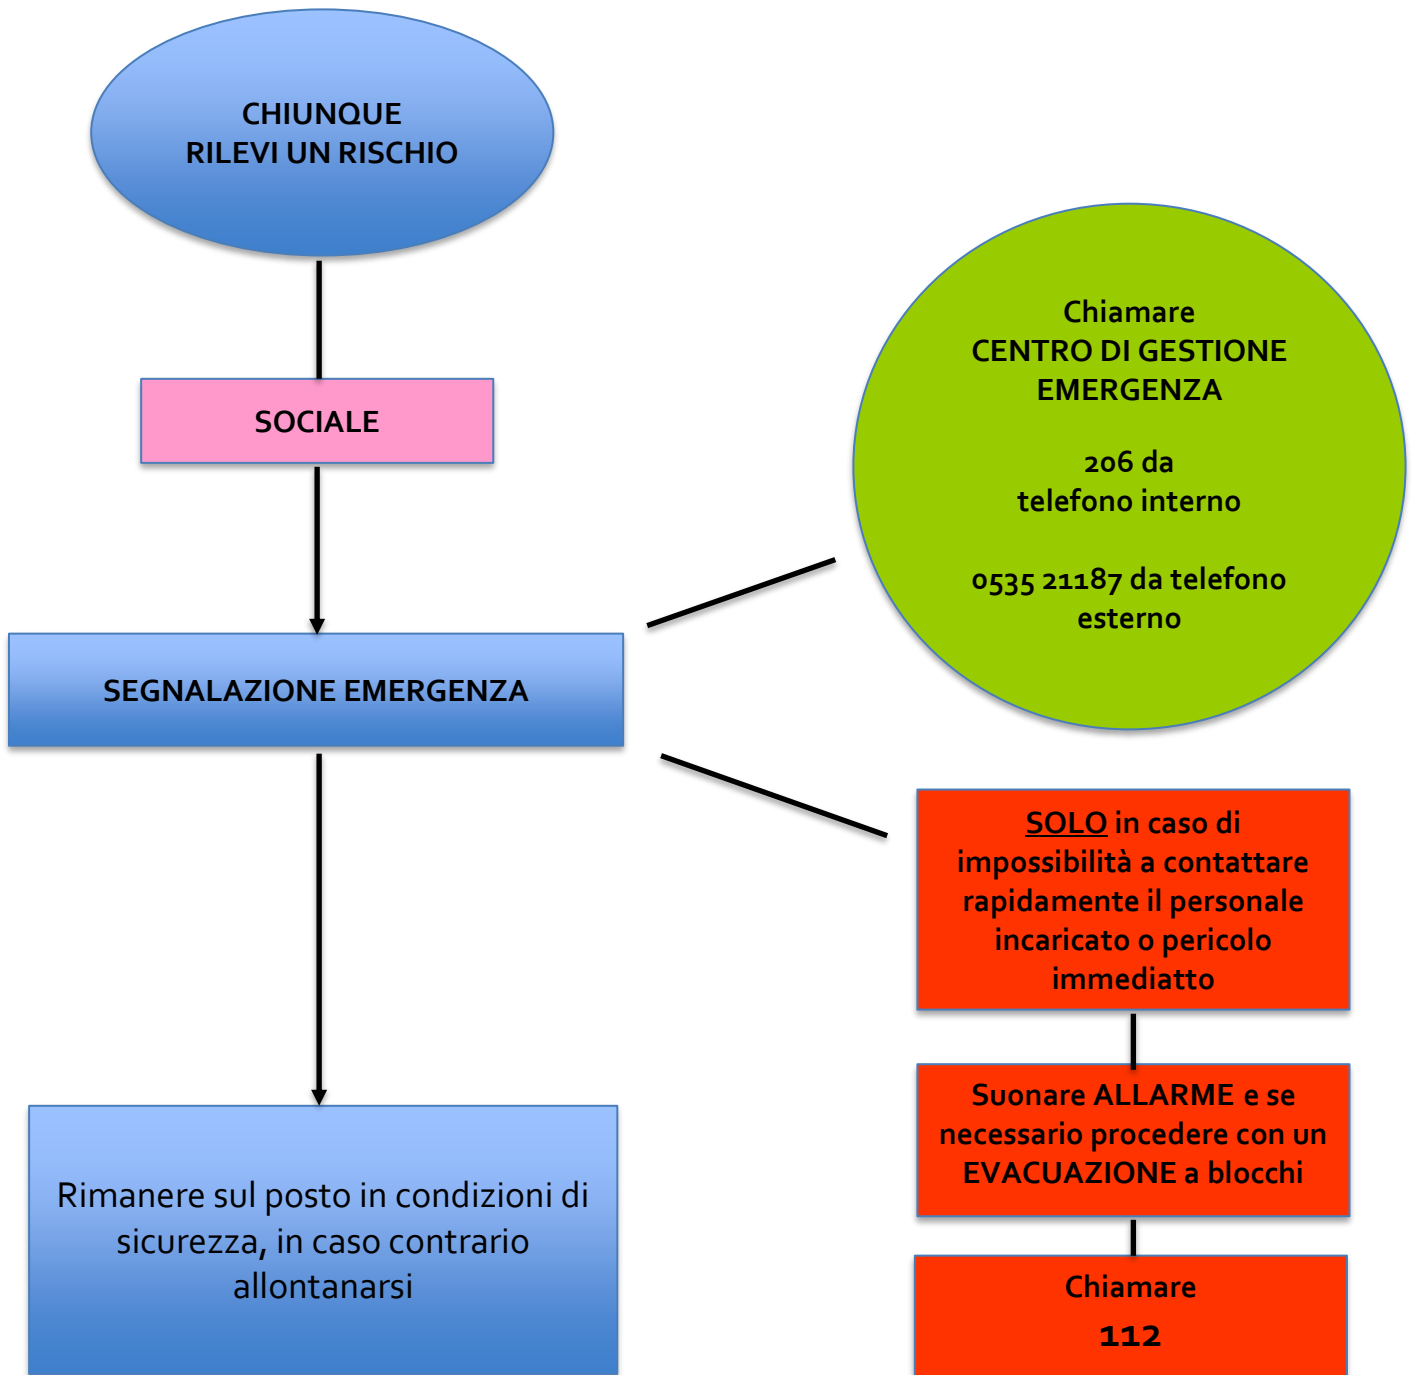 CHIUNQUE
RILEVI UN RISCHIO
SOCIALE
Chiamare
CENTRO DI GESTIONE
EMERGENZA
206 da
telefono interno
0535 21187 da telefono
esterno
SEGNALAZIONE EMERGENZA
SOLO in caso di
impossibilità a contattare
rapidamente il personale
incaricato o pericolo
immediatto
Suonare ALLARME e se
necessario procedere con un
EVACUAZIONE a blocchi
Rimanere sul posto in condizioni di
sicurezza, in caso contrario
allontanarsi
Chiamare
112